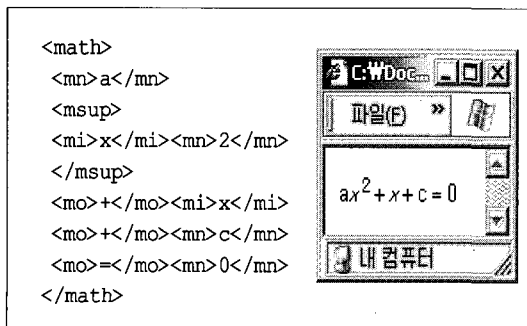 <math>
<mn>a</mn>
<msup>
<mi>x</mi><mn>2</mn>
</msup>
<mo>+</mo><mi>x</mi>
<mo>+</mo><mn>c</mn>
<mo>=</mo><mn>0</mn>
</math>
C:₩Doc...
파일(F) »
ax²+x+c=0
내 컴퓨터